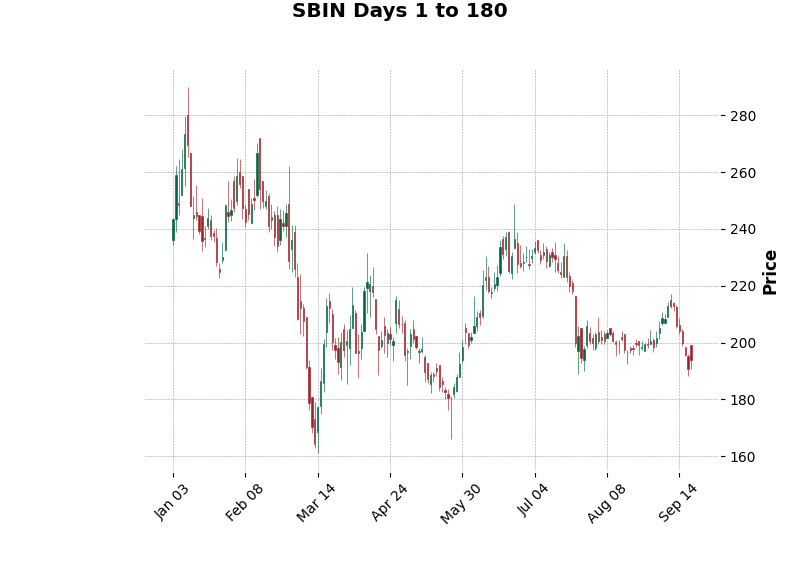 SBIN Days 1 to 180
280
260
240
220
200
180
160
Price
Jan 03
Feb 08
Mar 14
Apr 24
May 30
Jul 04
Aug 08
Sep 14